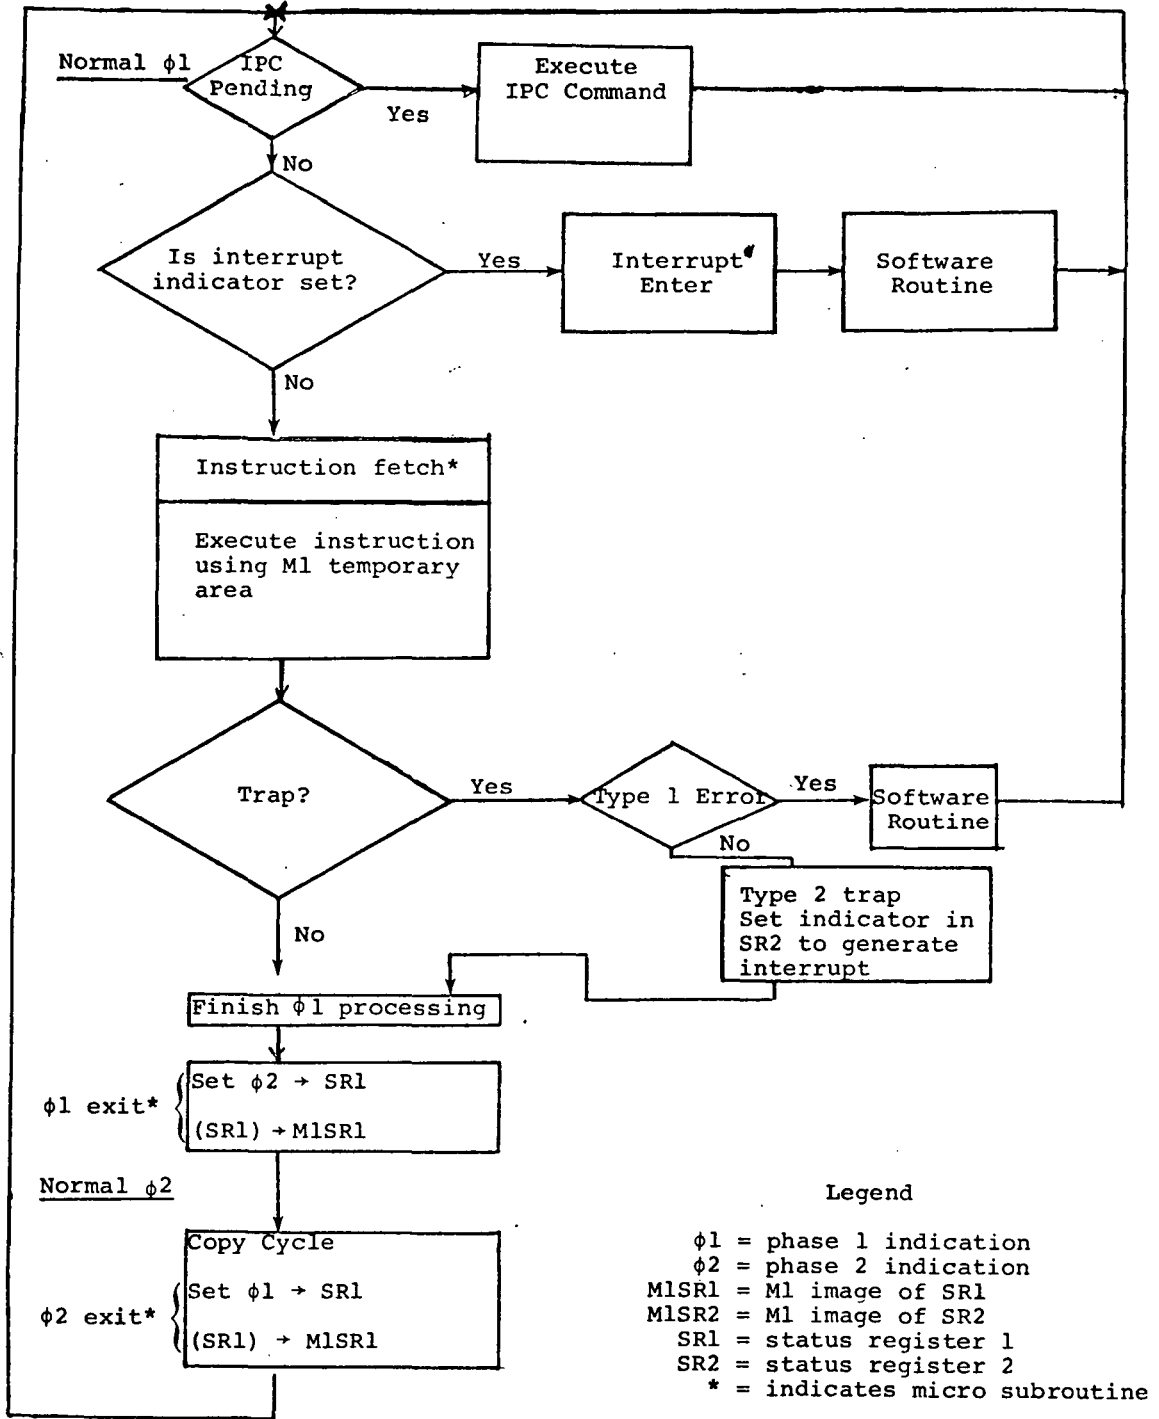 Normal φ1
IPC
Pending
Yes
Execute
IPC Command
No
Is interrupt
indicator set?
Yes
Interrupt
Enter
Software
Routine
No
Instruction fetch*
Execute instruction
using M1 temporary
area
Trap?
Yes
Type 1 Error
Yes
Software
Routine
No
Type 2 trap
Set indicator in
SR2 to generate
interrupt
No
Finish φ1 processing
φ1 exit*
Set φ2 → SR1
(SR1) → M1SR1
Normal φ2
Copy Cycle
φ2 exit*
Set φ1 → SR1
(SR1) → M1SR1
Legend
φ1 = phase 1 indication
φ2 = phase 2 indication
M1SR1 = M1 image of SR1
M1SR2 = M1 image of SR2
SR1 = status register 1
SR2 = status register 2
* = indicates micro subroutine